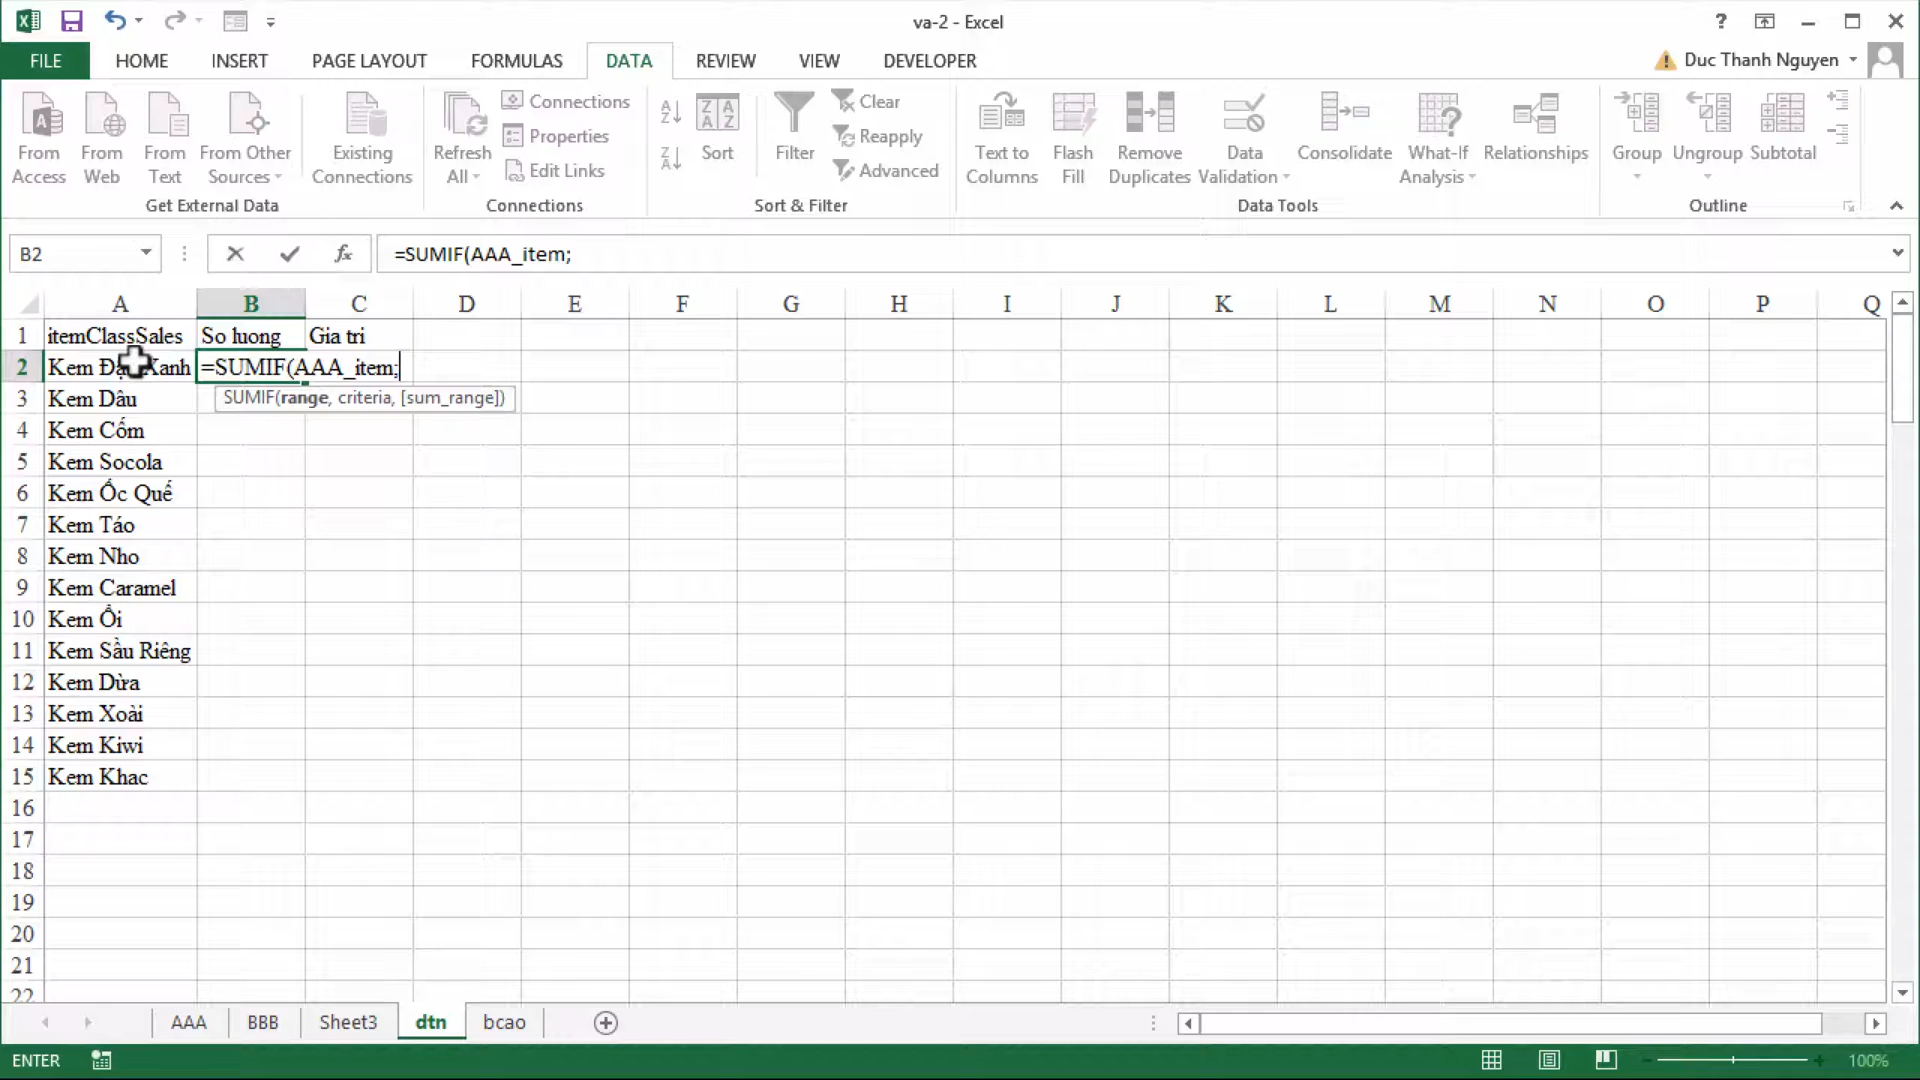 va-2 - Excel
?
FILE HOME INSERT PAGE LAYOUT FORMULAS DATA REVIEW VIEW DEVELOPER
Duc Thanh Nguyen
From Access
From Web
From Text
From Other Sources
Get External Data
Existing Connections
Refresh All
Connections
Properties
Edit Links
Connections
Sort
Filter
Clear
Reapply
Advanced
Sort & Filter
Text to Columns
Flash Fill
Remove Duplicates
Data Validation
Consolidate
What-If Analysis
Relationships
Data Tools
Group
Ungroup
Subtotal
Outline
B2
=SUMIF(AAA_item;
A B C D E F G H I J K L M N O P Q
1 itemClassSales So luong Gia tri
2 Kem Xanh =SUMIF(AAA_item;
SUMIF(range, criteria, [sum_range])
3 Kem Dâu
4 Kem Cốm
5 Kem Socola
6 Kem Ốc Quế
7 Kem Táo
8 Kem Nho
9 Kem Caramel
10 Kem Ổi
11 Kem Sầu Riêng
12 Kem Dừa
13 Kem Xoài
14 Kem Kiwi
15 Kem Khac
16
17
18
19
20
21
22
AAA BBB Sheet3 dtn bcao
ENTER
100%